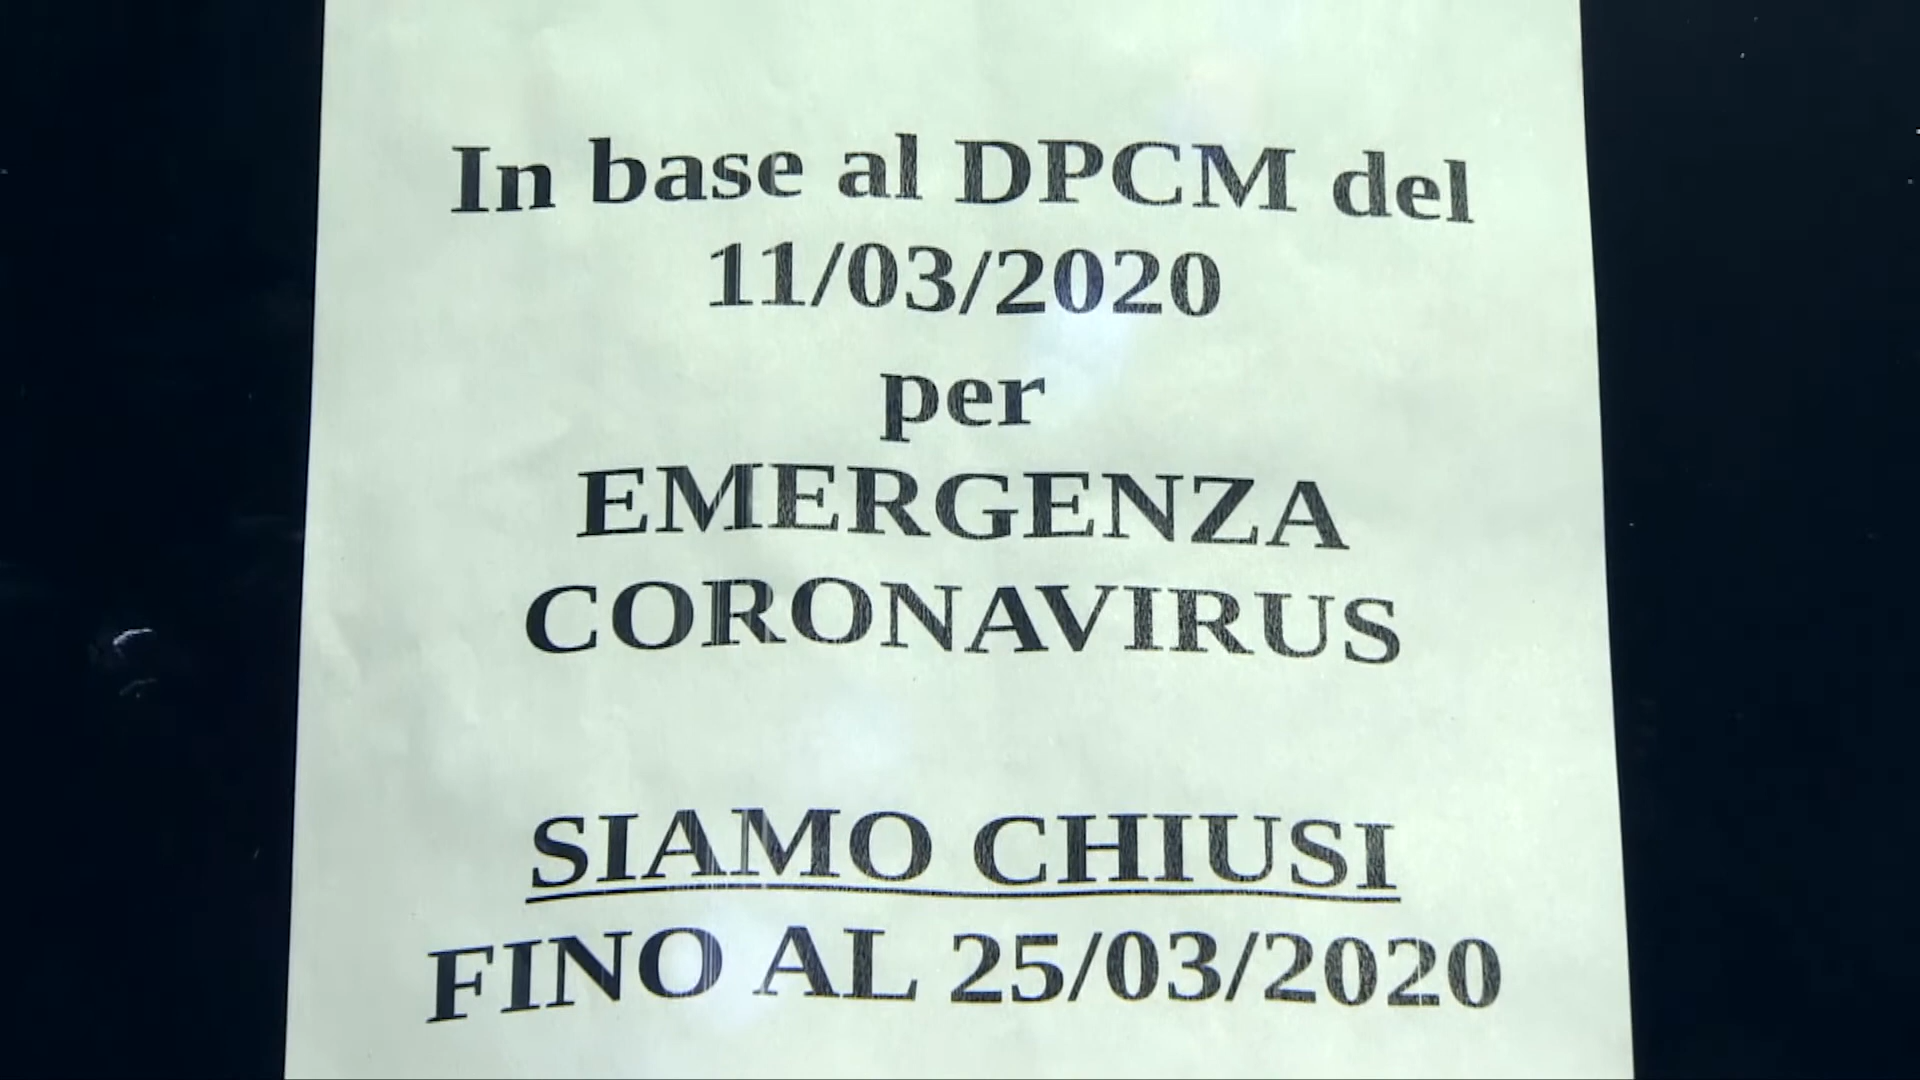 In base al DPCM del
11/03/2020
per
EMERGENZA
CORONAVIRUS
SIAMO CHIUSI
FINO AL 25/03/2020